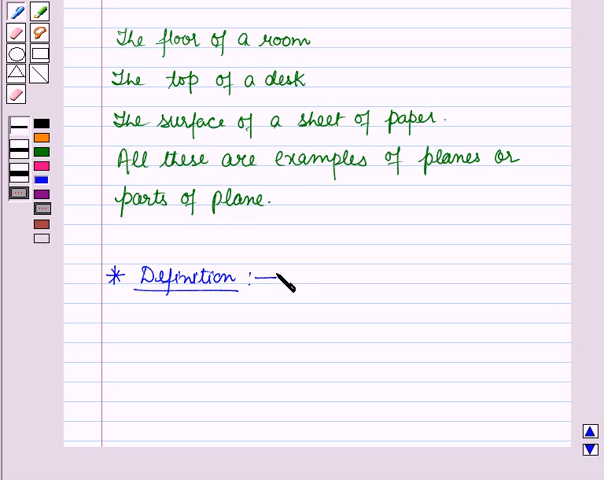 The floor of a room
The top of a desk
The surface of a sheet of paper.
All these are examples of planes or
parts of plane.
* Definition :—